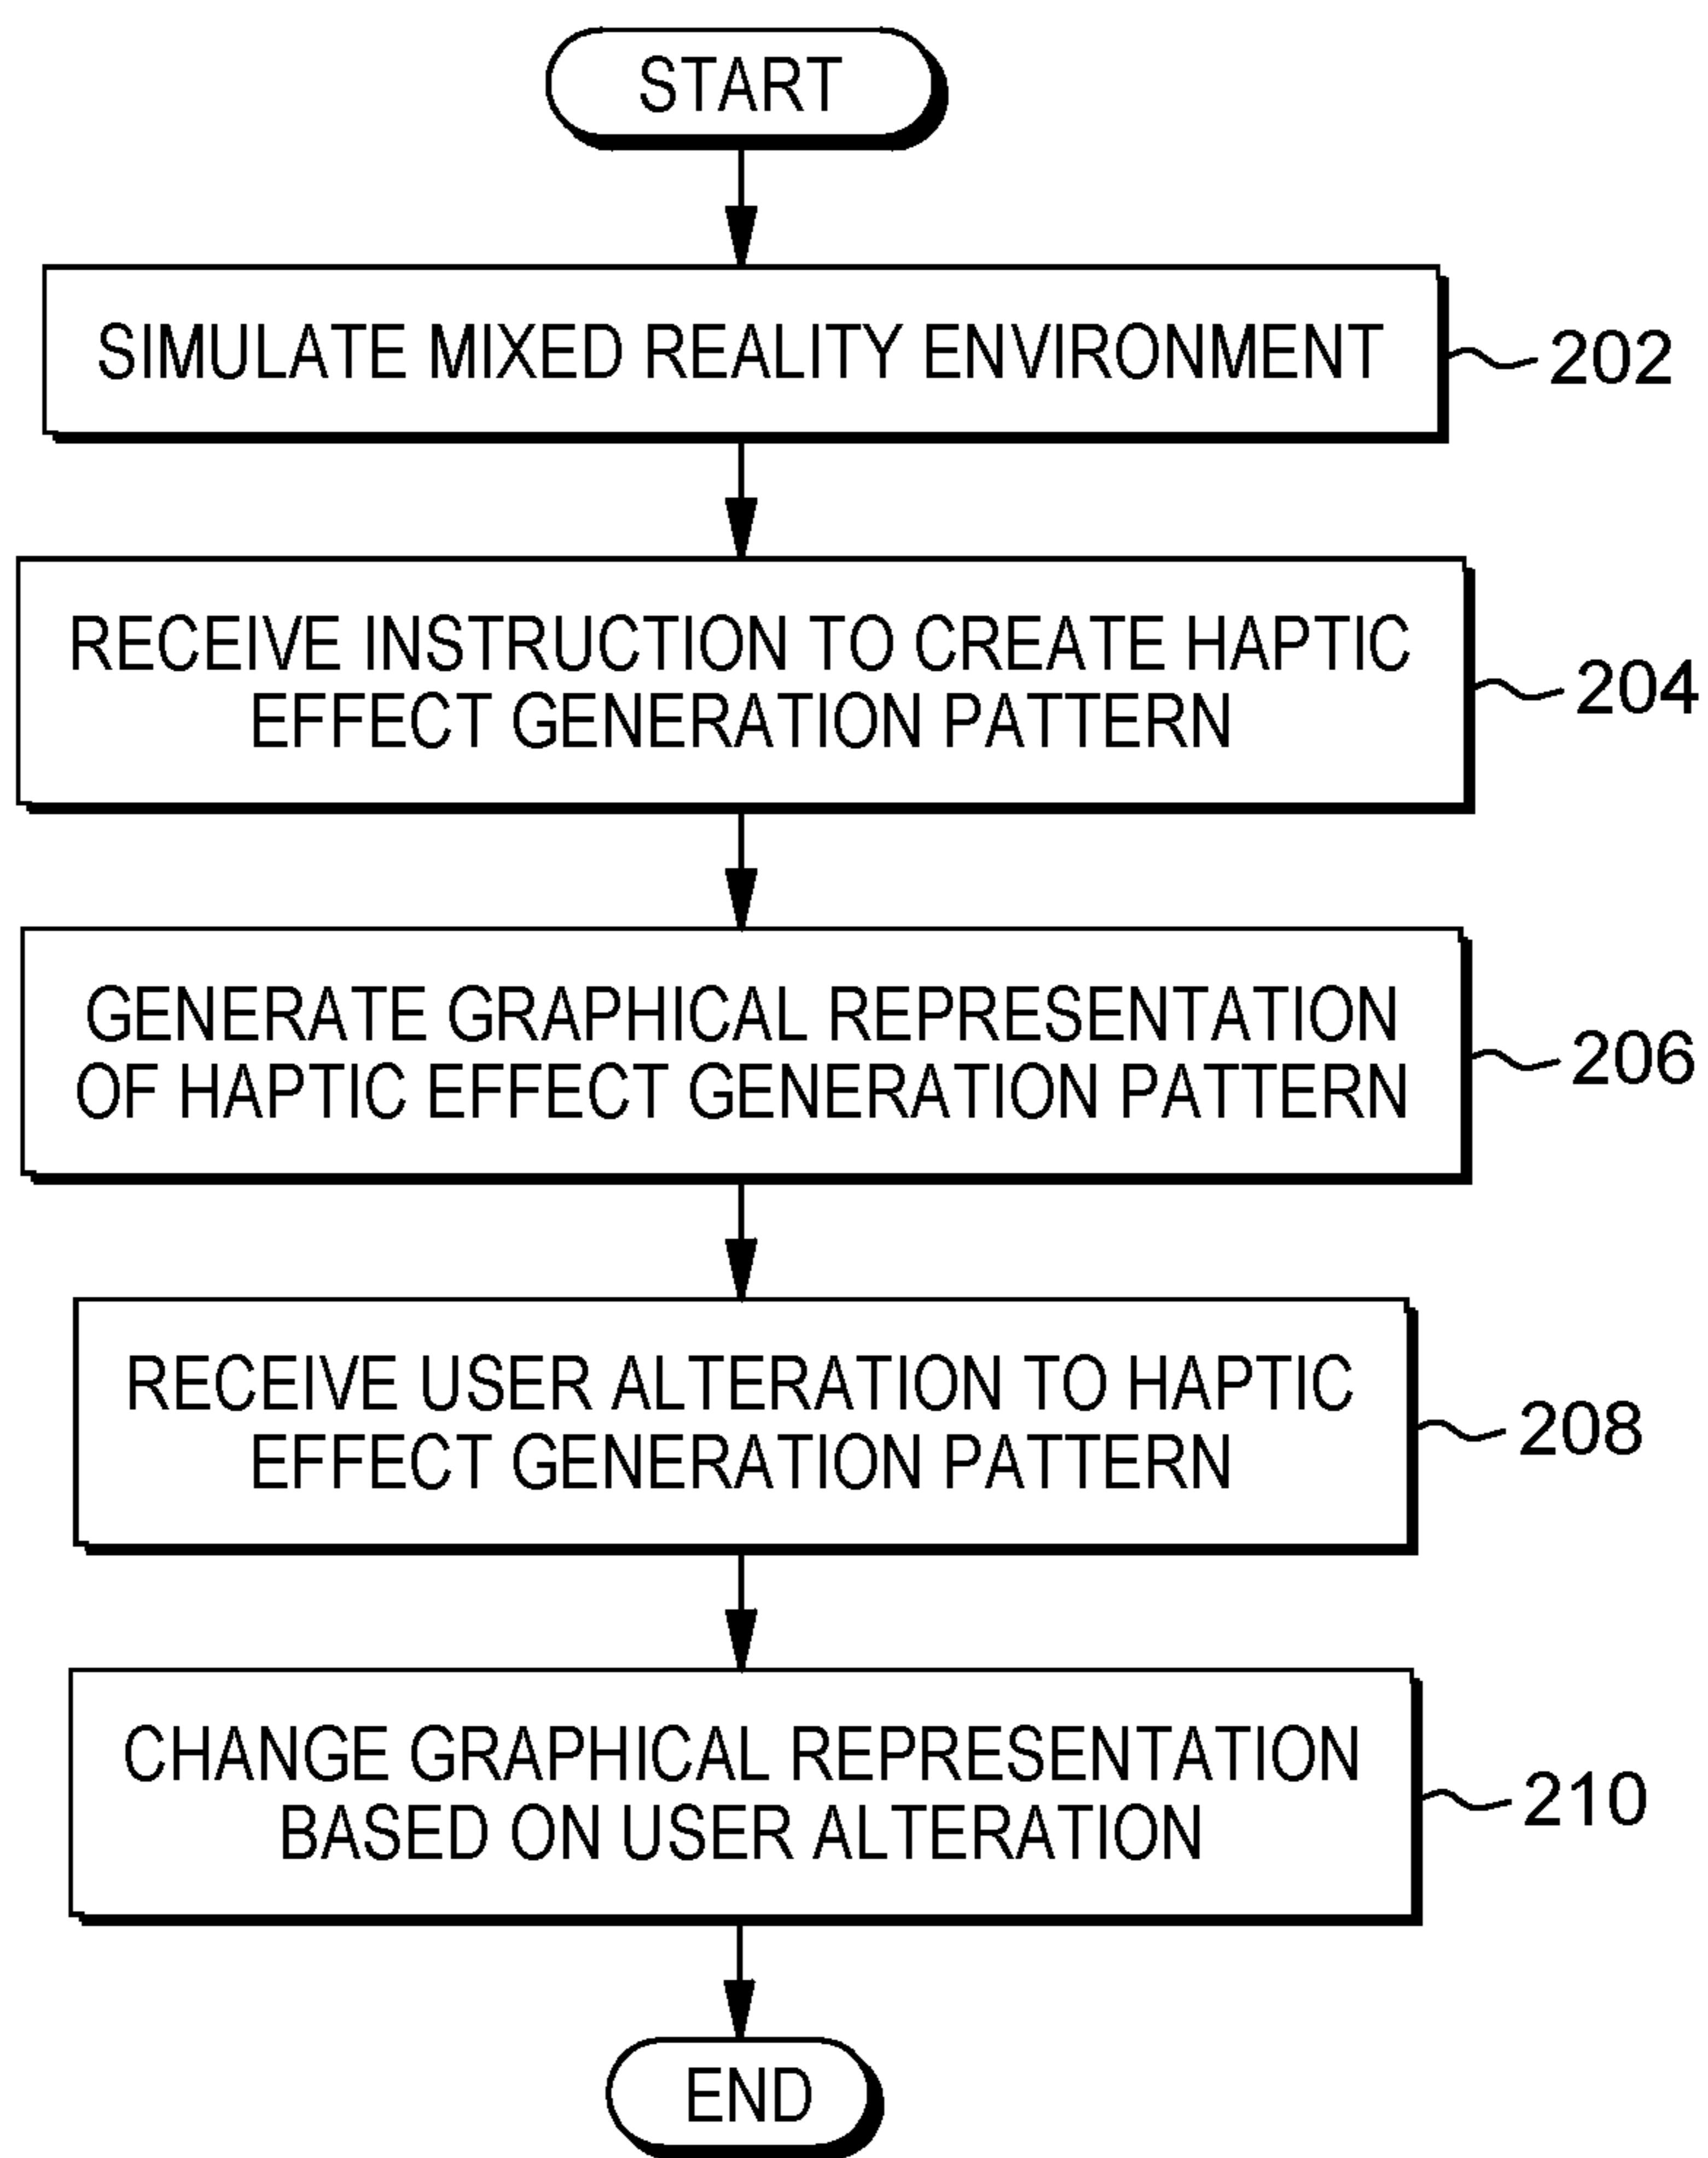 START
SIMULATE MIXED REALITY ENVIRONMENT
202
RECEIVE INSTRUCTION TO CREATE HAPTIC
EFFECT GENERATION PATTERN
204
GENERATE GRAPHICAL REPRESENTATION
OF HAPTIC EFFECT GENERATION PATTERN
206
RECEIVE USER ALTERATION TO HAPTIC
EFFECT GENERATION PATTERN
208
CHANGE GRAPHICAL REPRESENTATION
BASED ON USER ALTERATION
210
END